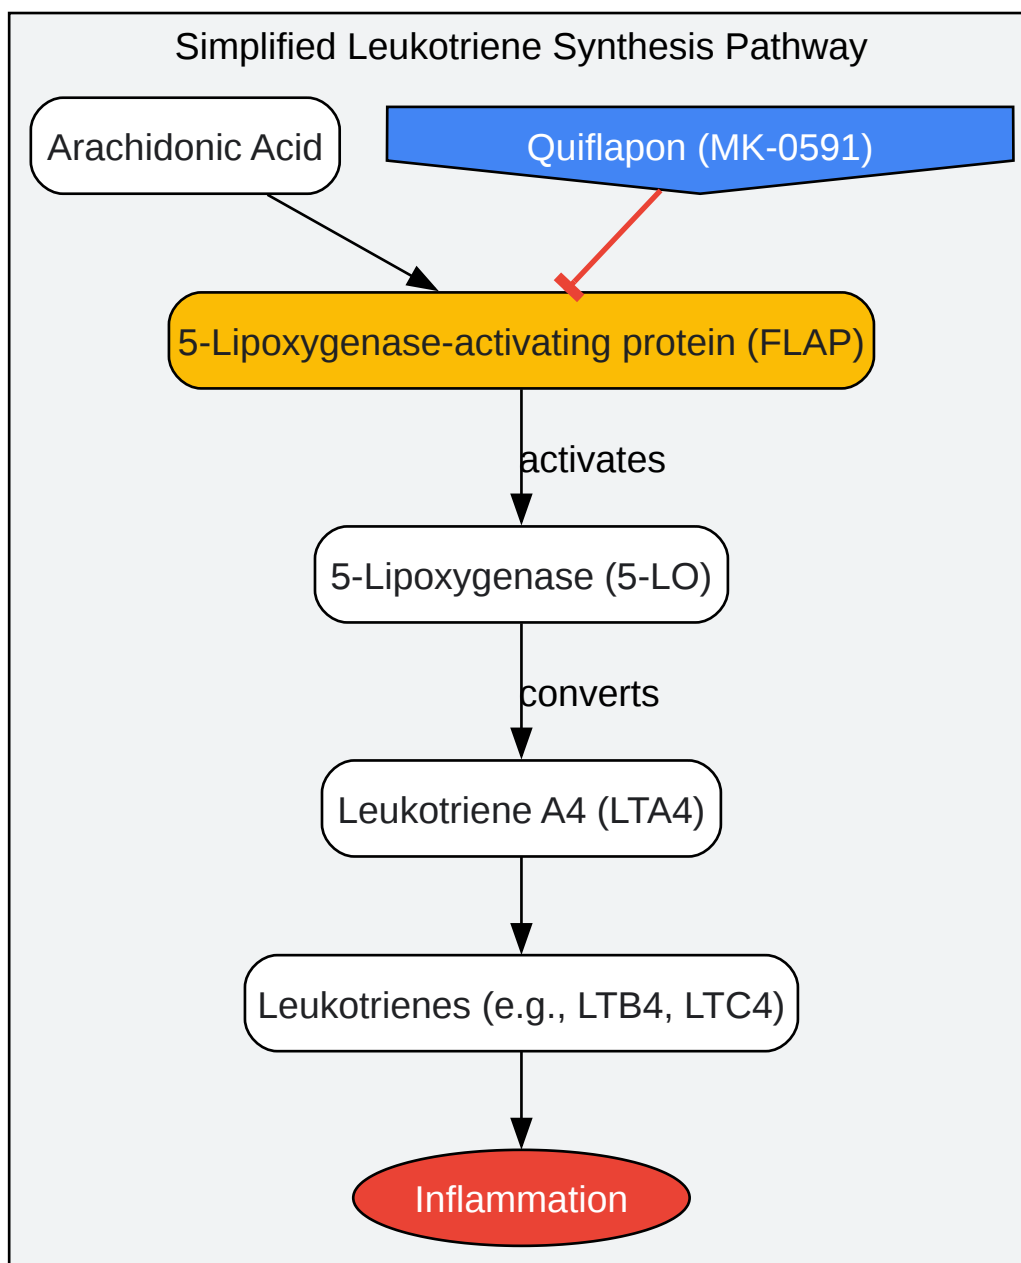 Simplified Leukotriene Synthesis Pathway
Arachidonic Acid
Quiflapon (MK-0591)
5-Lipoxygenase-activating protein (FLAP)
activates
5-Lipoxygenase (5-LO)
converts
Leukotriene A4 (LTA4)
Leukotrienes (e.g., LTB4, LTC4)
Inflammation